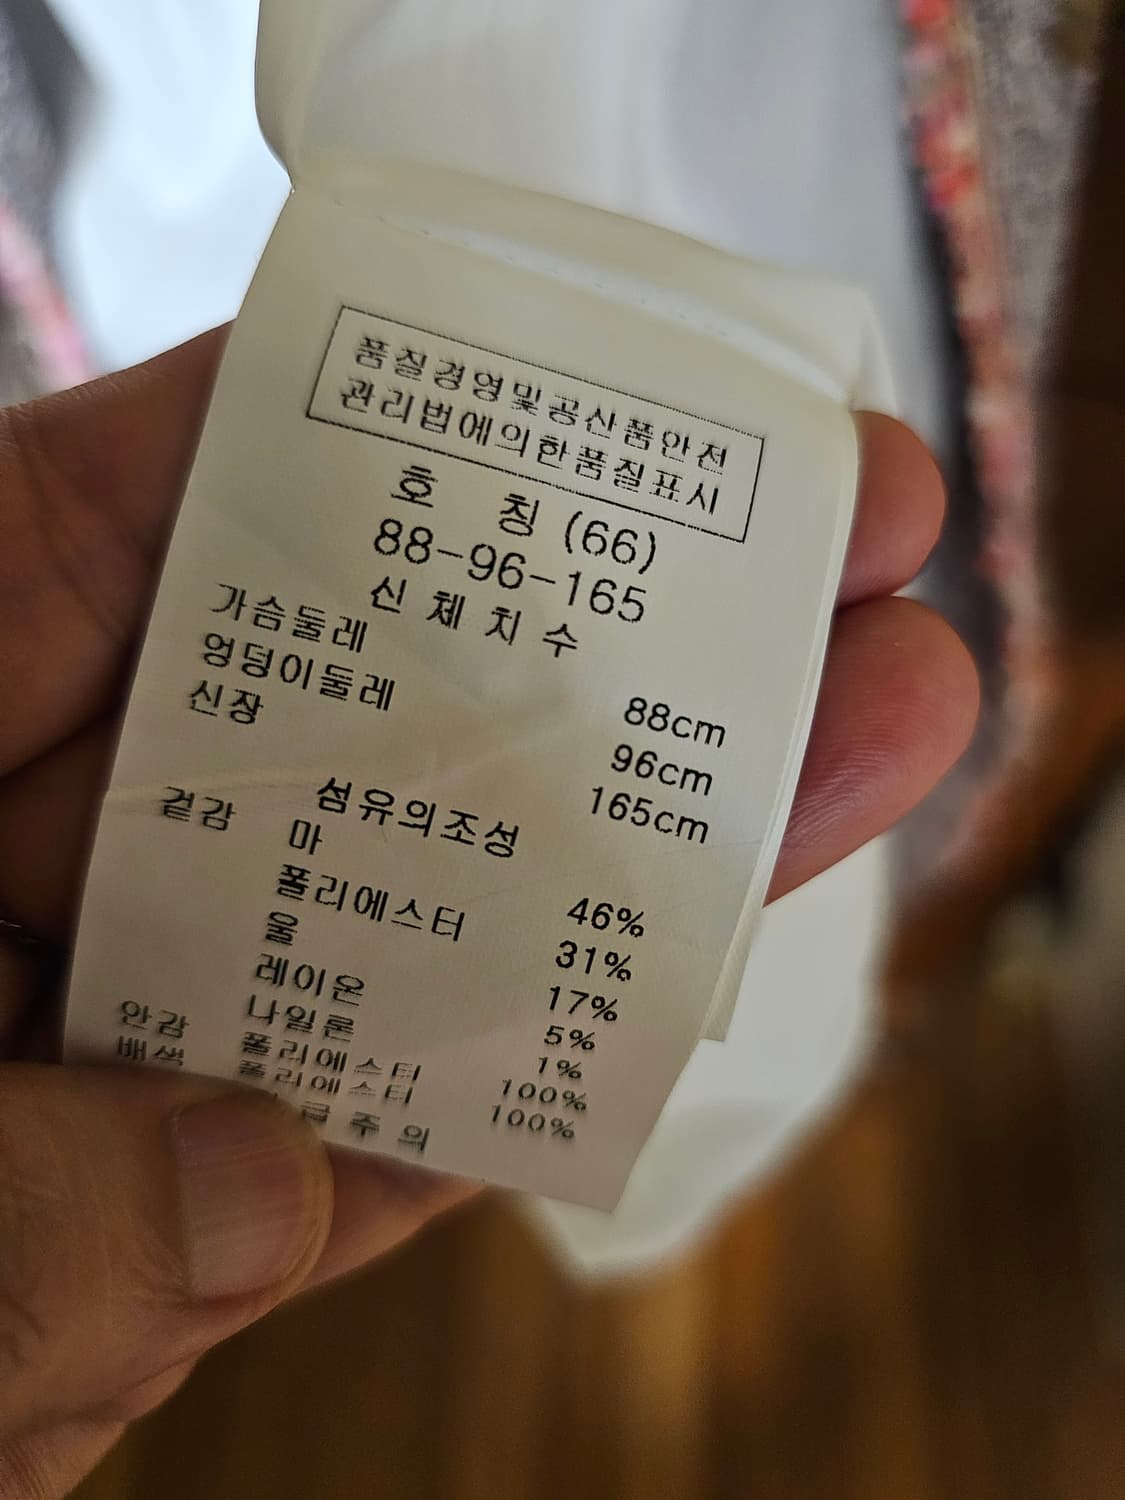 품질경영및공산품안전
관리법에의한품질표시
호 칭 (66)
88-96-165
신 체 치 수
가슴둘레 88cm
엉덩이둘레 96cm
신장 165cm
섬유의조성
겉감 마 46%
폴리에스터 31%
울 17%
레이온 5%
나일론 1%
안감 폴리에스터 100%
배색 폴리에스터 100%
급 주 의